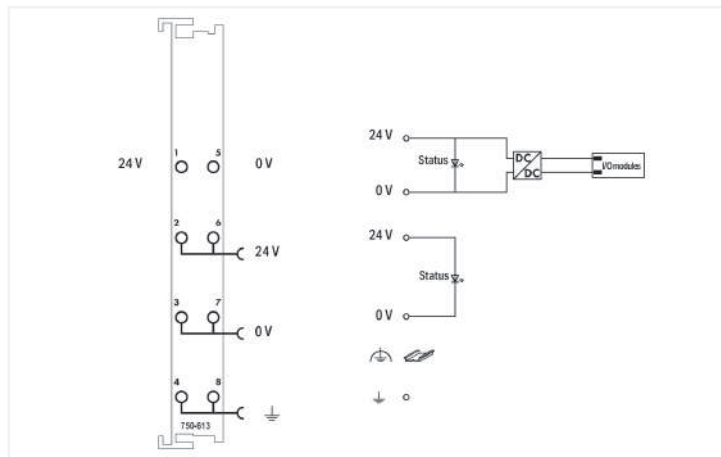 1 5
24 V 0 V
2 6
24 V
3 7
0 V
4 8
750-613
24 V
Status
DC
DC
I/O modules
0 V
24 V
Status
0 V